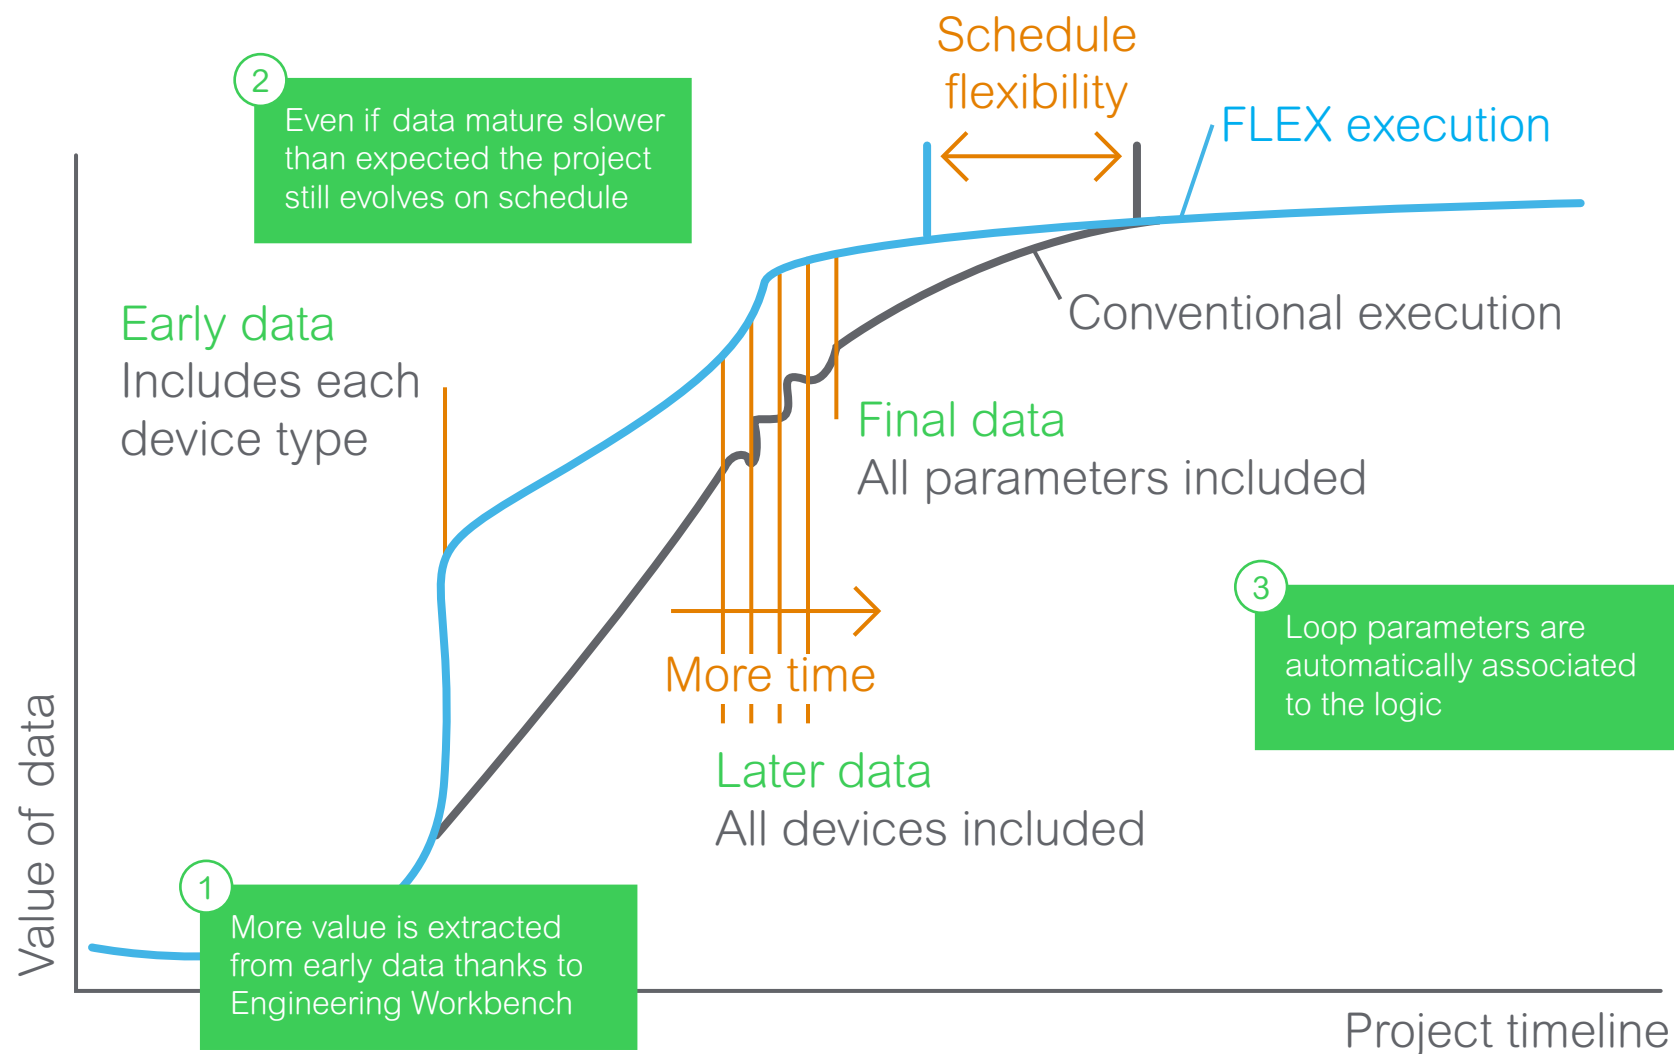 Schedule
flexibility
FLEX execution
2
Even if data mature slower
than expected the project
still evolves on schedule
Early data
Includes each
device type
Conventional execution
Final data
All parameters included
3
Loop parameters are
automatically associated
to the logic
More time
Later data
All devices included
Value of data
1
More value is extracted
from early data thanks to
Engineering Workbench
Project timeline